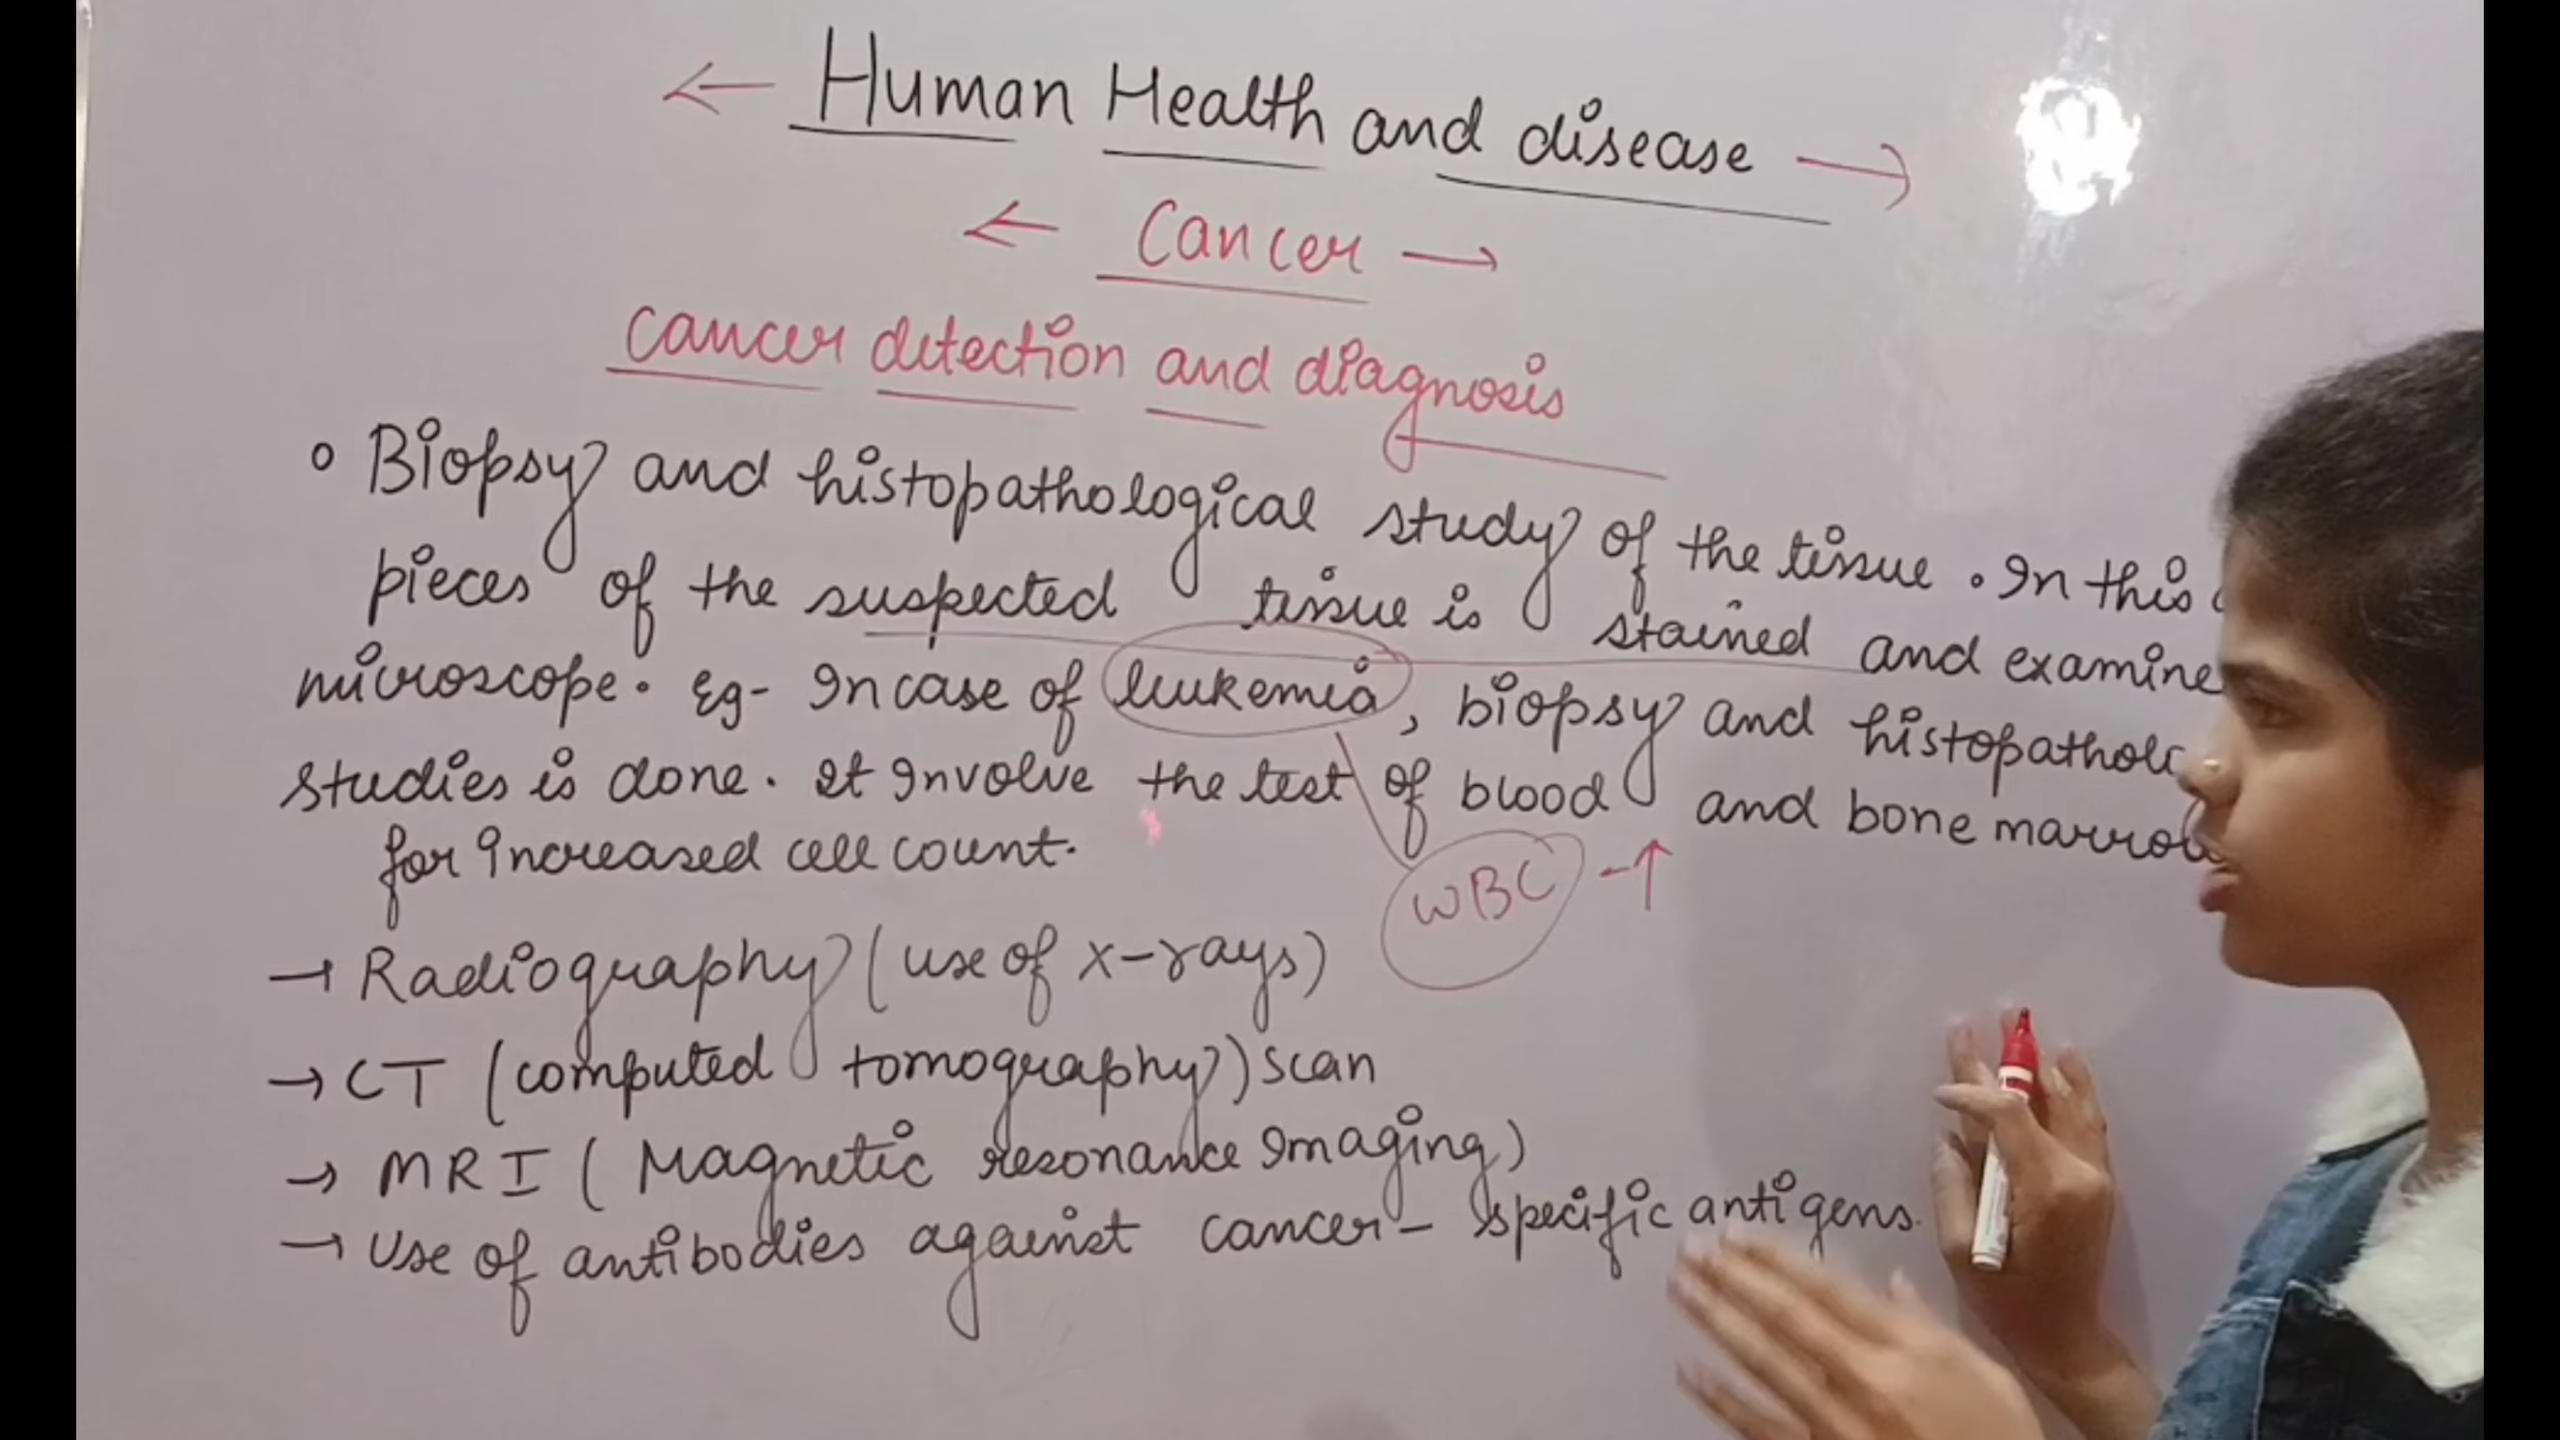 ← Human Health and disease →
← Cancer →
cancer detection and diagnosis
° Biopsy and histopathological study of the tissue . In this
pieces of the suspected tissue is stained and examine
microscope. Eg- In case of leukemia, biopsy and histopathol
studies is done. It Involve the test of blood and bone marro
for increased cell count.
WBC - ↑
→ Radiography (use of x-rays)
→ CT (computed tomography) scan
→ MRI (Magnetic resonance Imaging)
→ Use of antibodies against cancer- specific antigens.